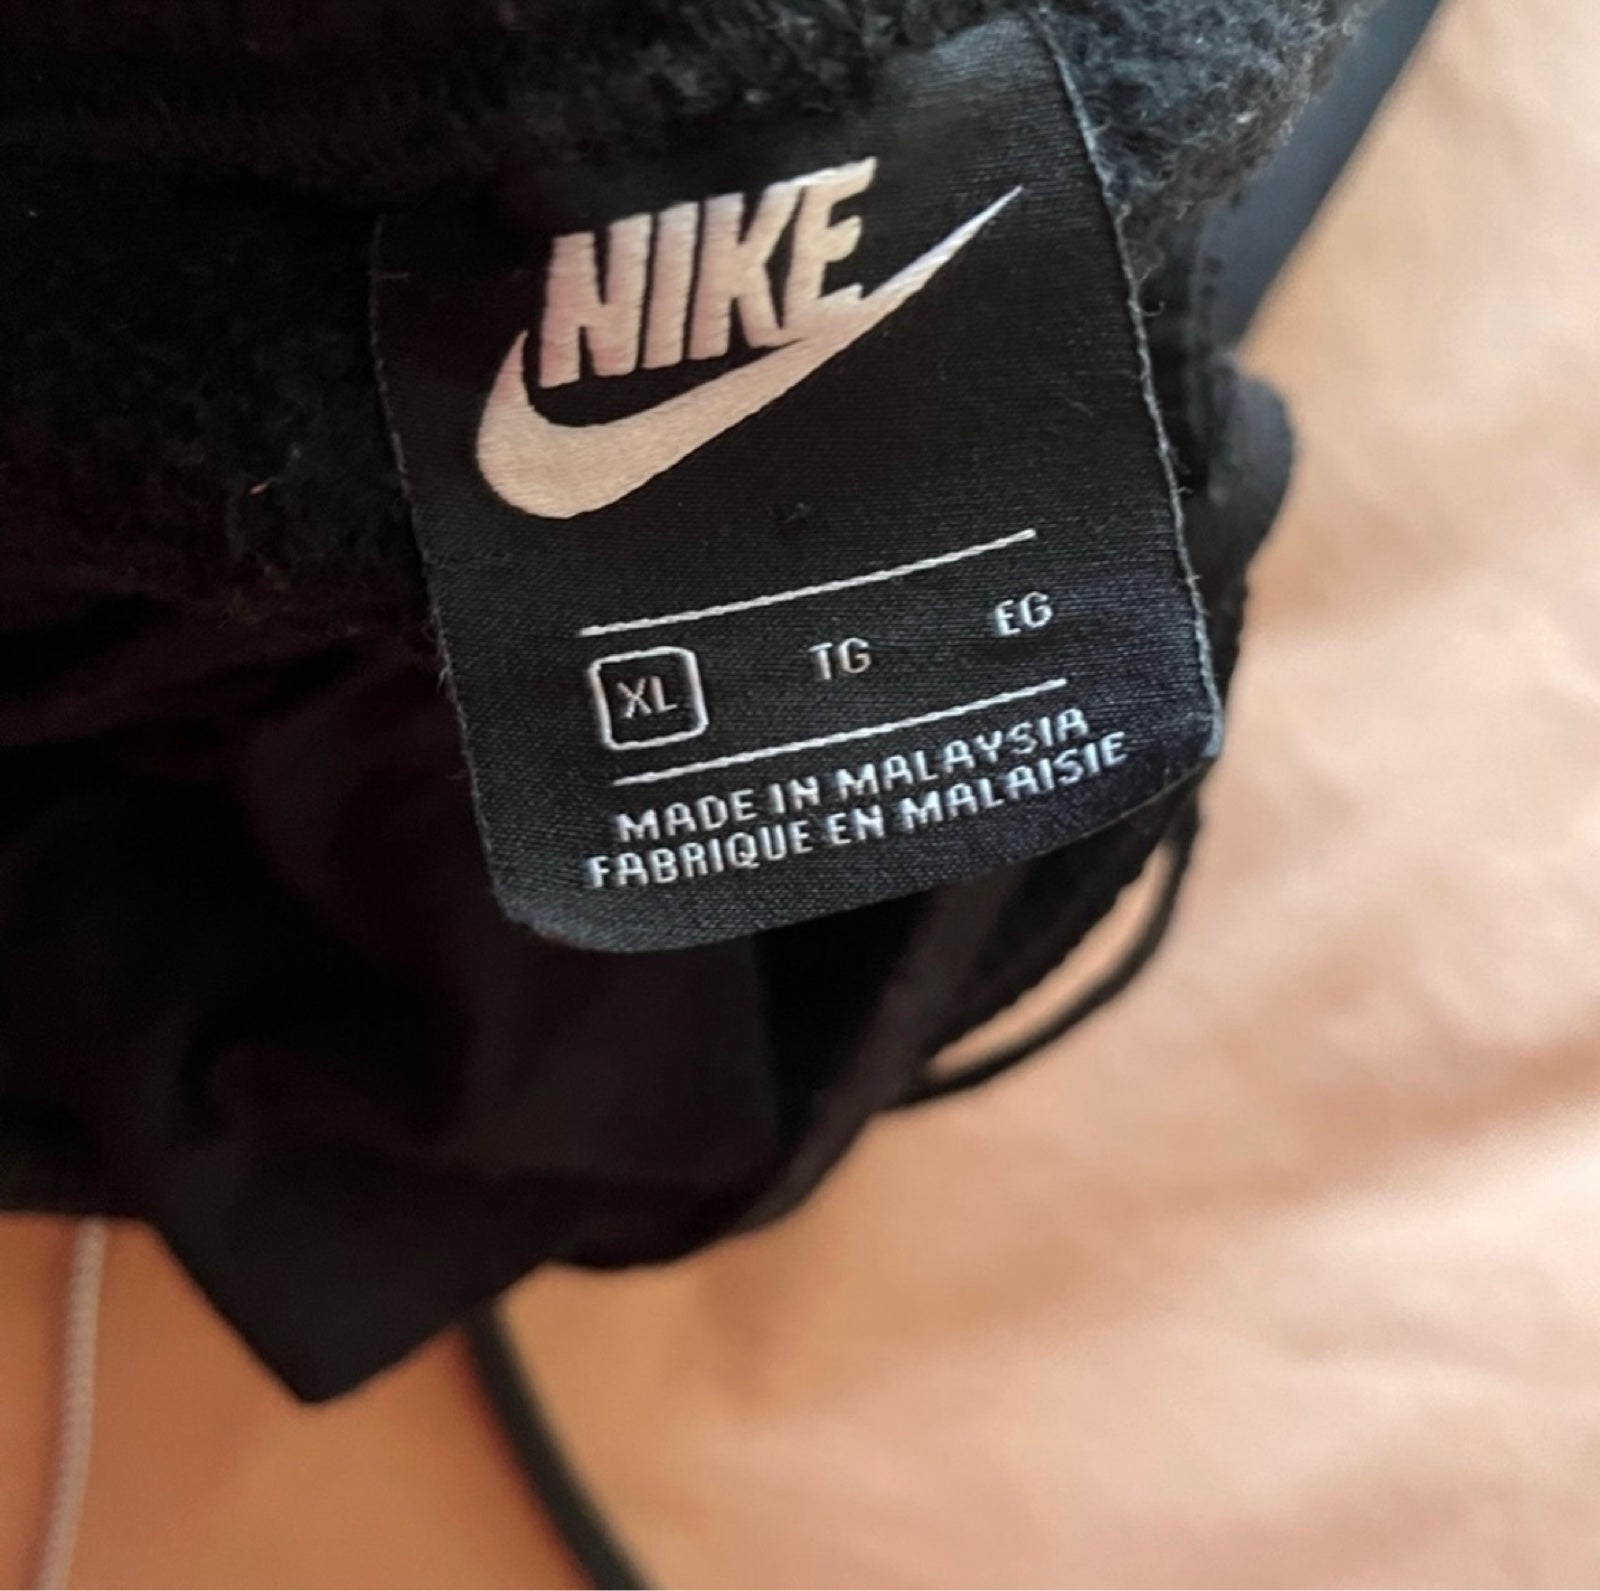 NIKE
XL TG EG
MADE IN MALAYSIA
FABRIQUE EN MALAISIE